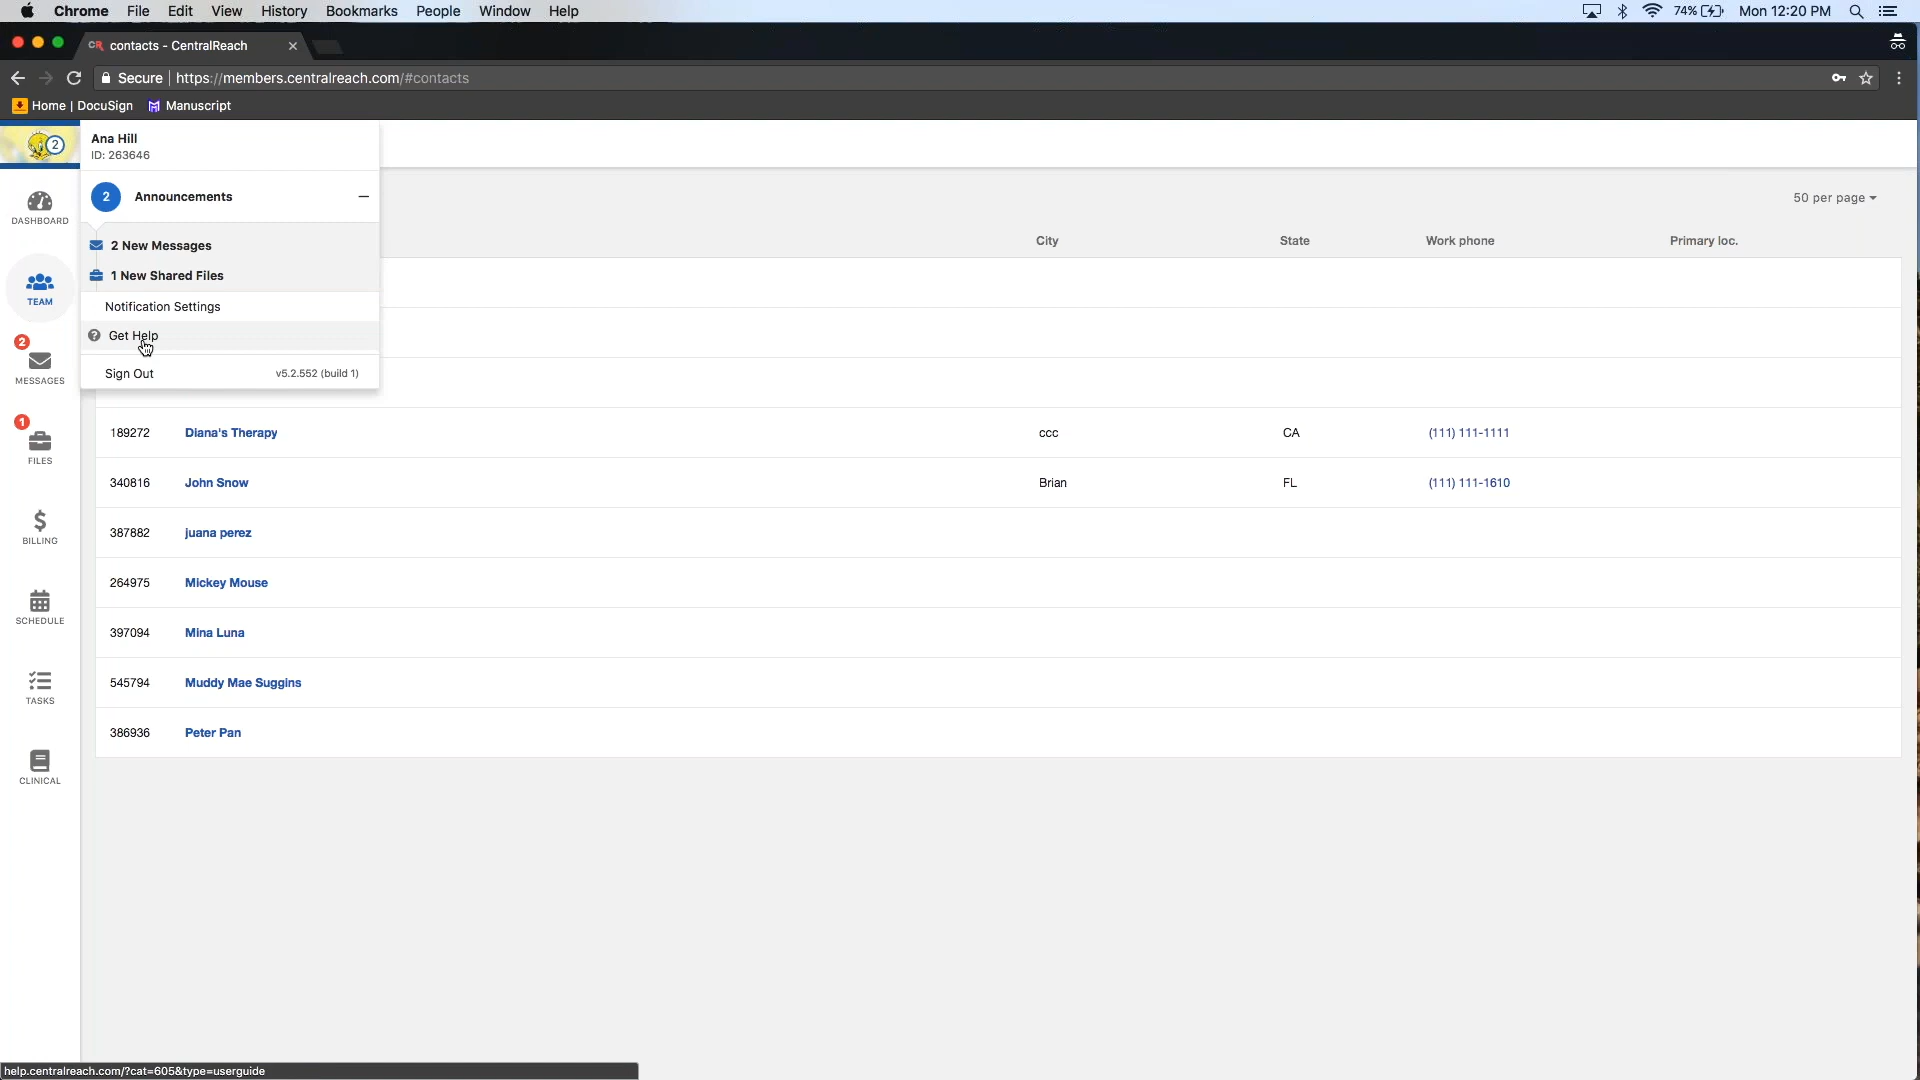 Chrome File Edit View History Bookmarks People Window Help 74% Mon 12:20 PM
CR contacts - CentralReach
Secure https://members.centralreach.com/#contacts
Home | DocuSign Manuscript
2
Ana Hill
ID: 263646
2 Announcements
2 New Messages
1 New Shared Files
Notification Settings
? Get Help
Sign Out v5.2.552 (build 1)
DASHBOARD
TEAM
2
MESSAGES
1
FILES
BILLING
SCHEDULE
TASKS
CLINICAL
50 per page
City State Work phone Primary loc.
189272 Diana's Therapy ccc CA (111) 111-1111
340816 John Snow Brian FL (111) 111-1610
387882 juana perez
264975 Mickey Mouse
397094 Mina Luna
545794 Muddy Mae Suggins
386936 Peter Pan
help.centralreach.com/?cat=605&type=userguide